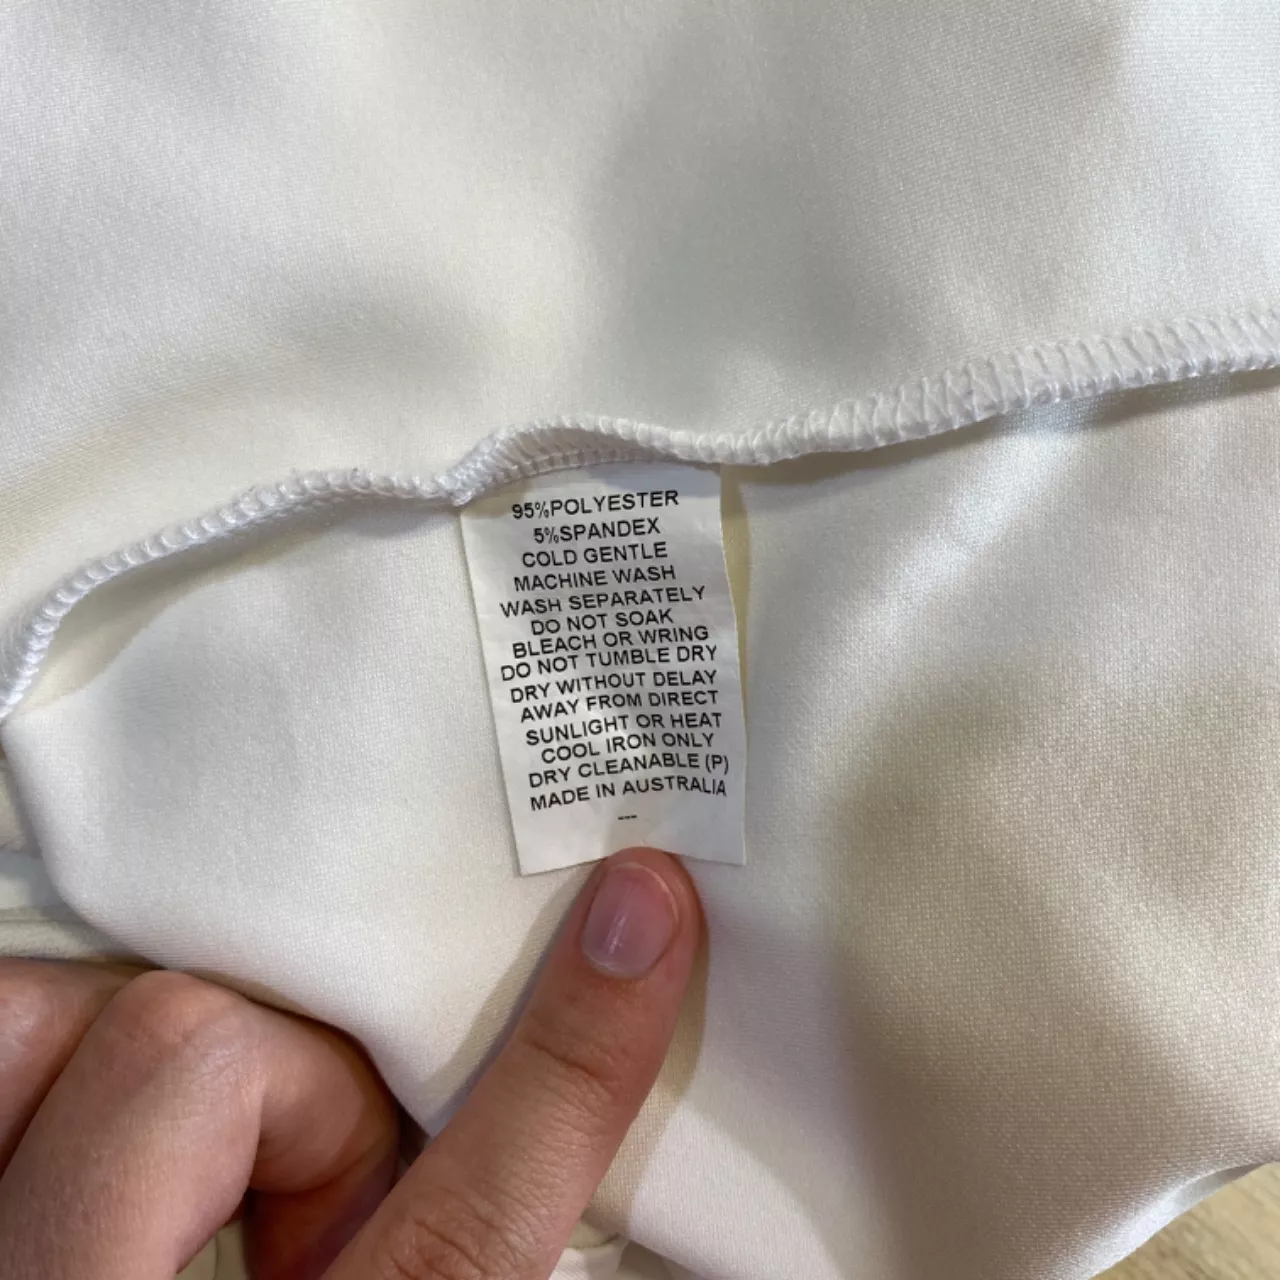 95%POLYESTER
5%SPANDEX
COLD GENTLE
MACHINE WASH
WASH SEPARATELY
DO NOT SOAK
BLEACH OR WRING
DO NOT TUMBLE DRY
DRY WITHOUT DELAY
AWAY FROM DIRECT
SUNLIGHT OR HEAT
COOL IRON ONLY
DRY CLEANABLE (P)
MADE IN AUSTRALIA
---